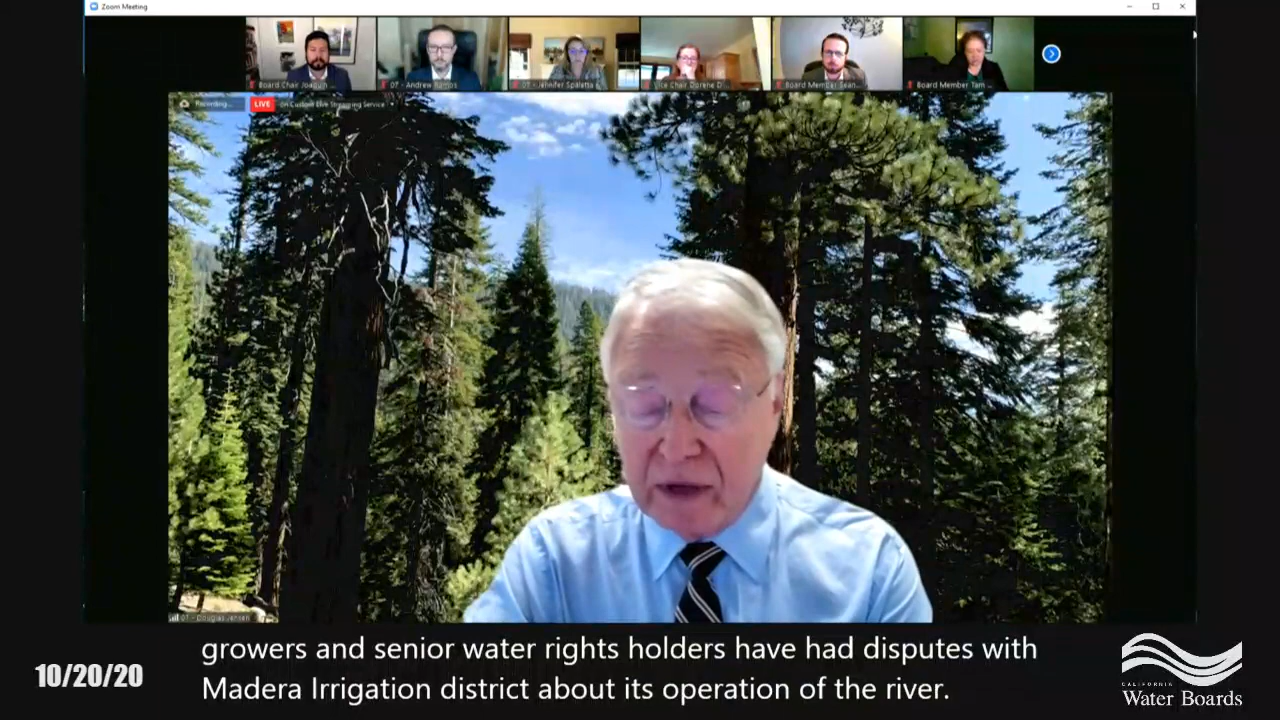 Zoom Meeting
Board Chair Joaquin ...
07 - Andrew Ramos
09 - Jennifer Spaletta
Vice Chair Dorene D'...
Board Member Sean...
Board Member Tam ...
Recording...
LIVE on Custom Live Streaming Service
01 - Douglas Jensen
growers and senior water rights holders have had disputes with
Madera Irrigation district about its operation of the river.
10/20/20
CALIFORNIA
Water Boards